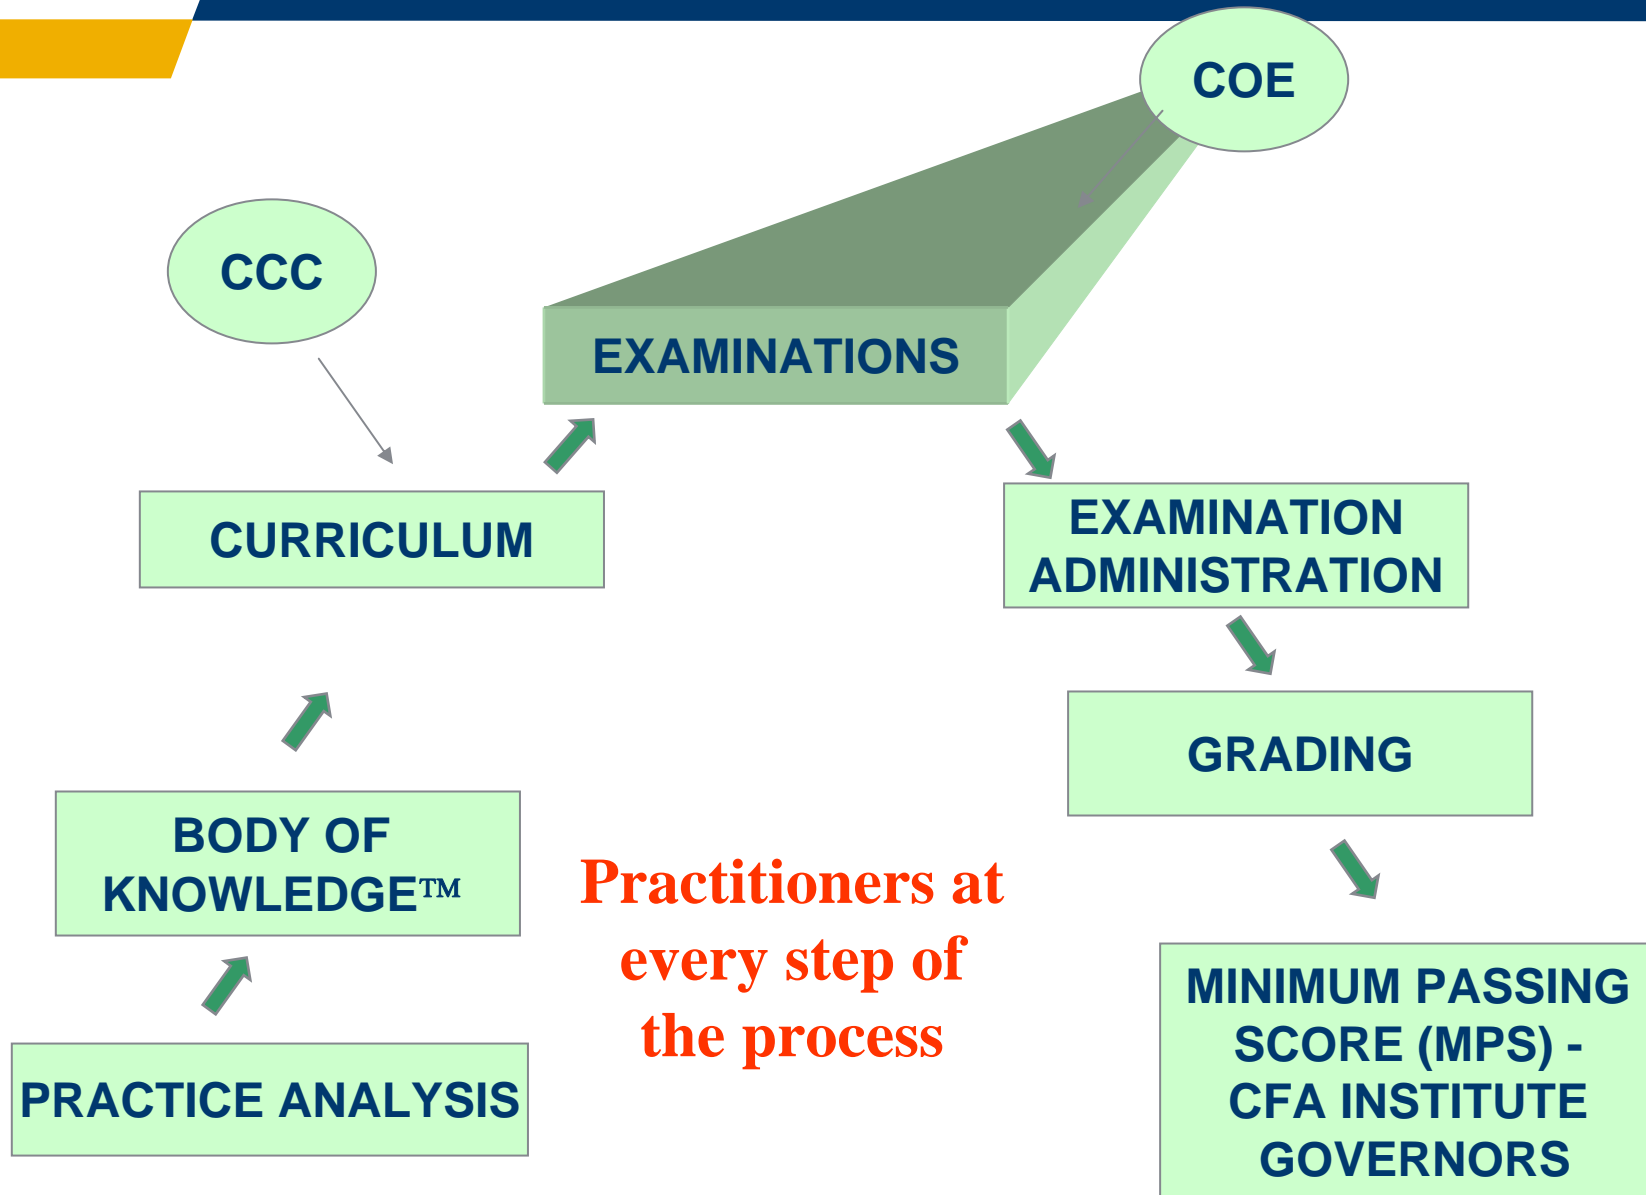 COE
CCC
EXAMINATIONS
CURRICULUM
EXAMINATION
ADMINISTRATION
GRADING
BODY OF
KNOWLEDGE™
Practitioners at
every step of
the process
MINIMUM PASSING
SCORE (MPS) -
CFA INSTITUTE
GOVERNORS
PRACTICE ANALYSIS